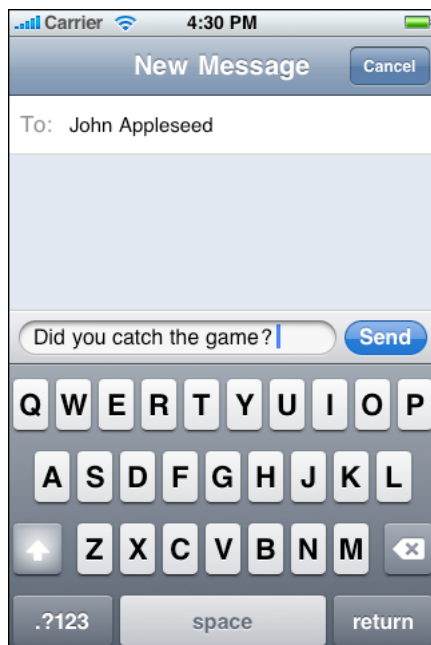 Carrier 4:30 PM
New Message Cancel
To: John Appleseed
Did you catch the game? Send
Q W E R T Y U I O P
A S D F G H J K L
Z X C V B N M
.?123 space return